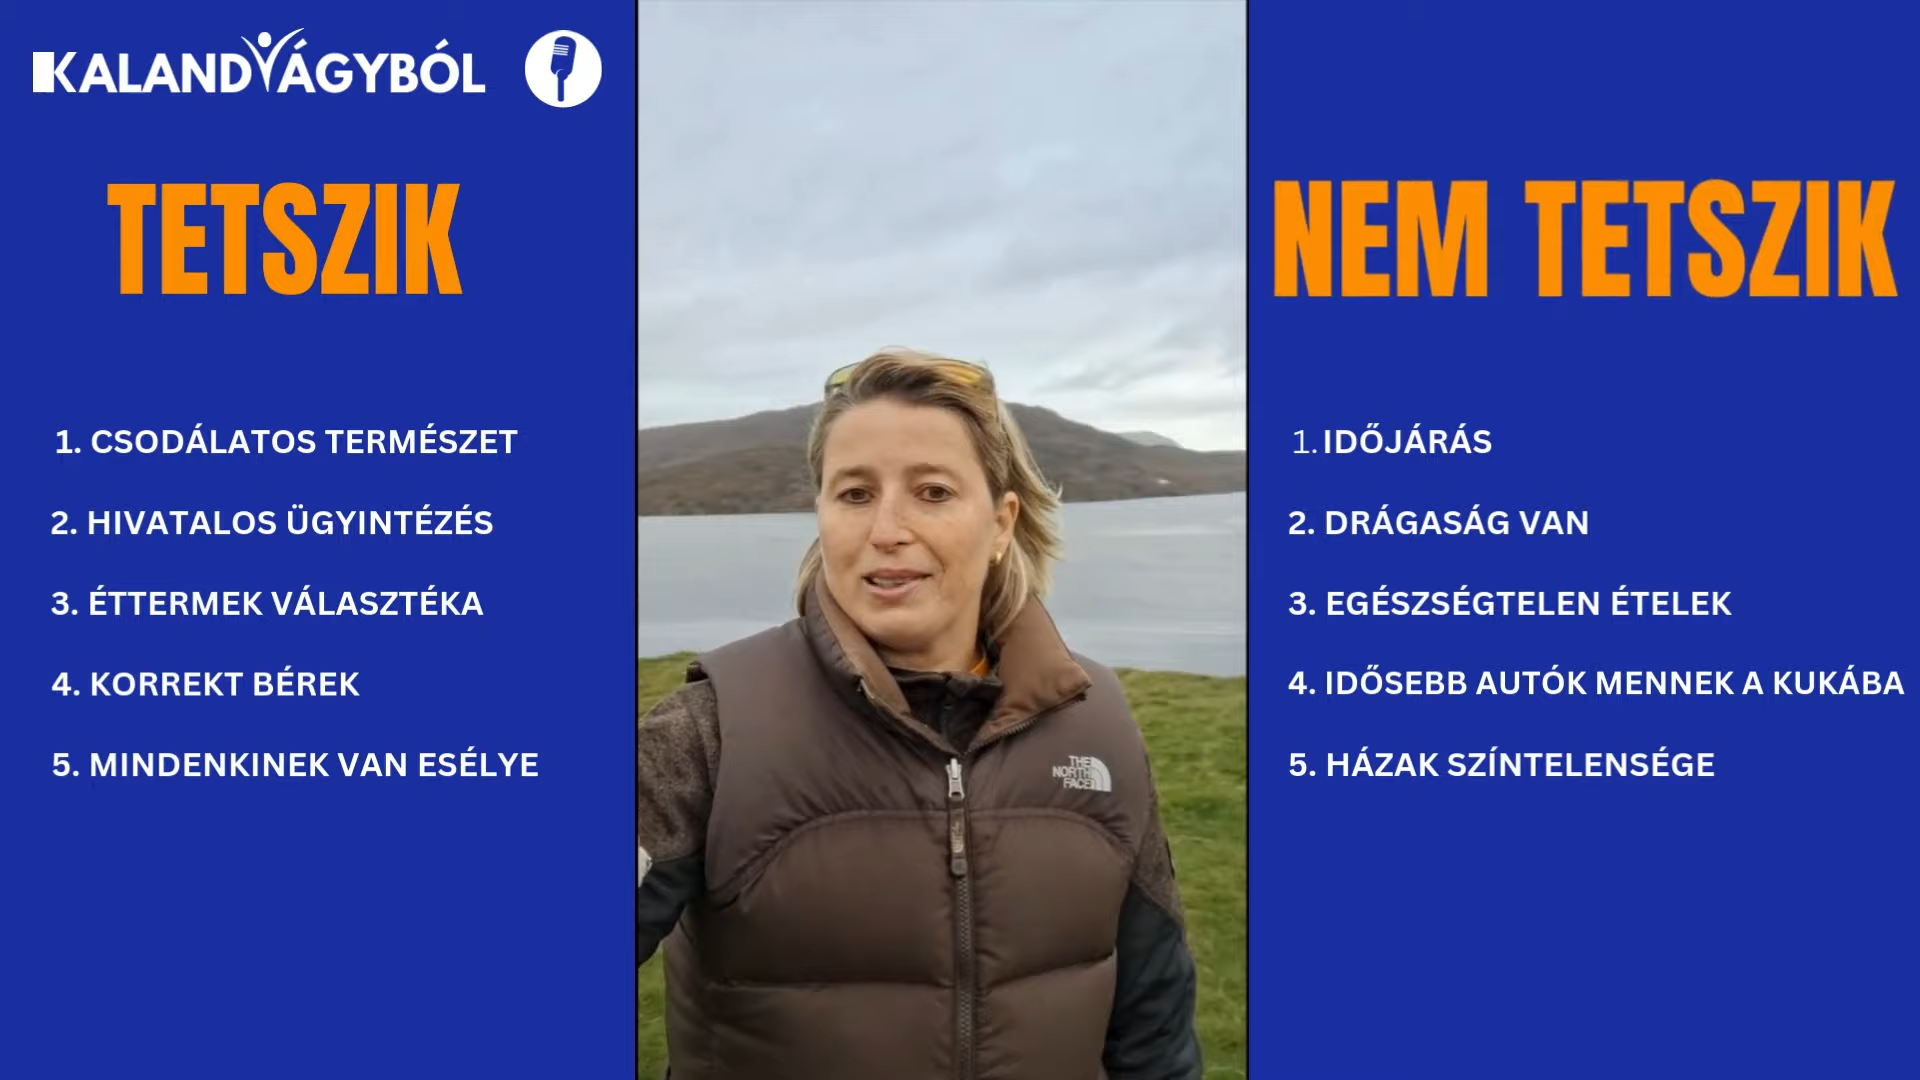 KALANDVÁGYBÓL
TETSZIK
1. CSODÁLATOS TERMÉSZET
2. HIVATALOS ÜGYINTÉZÉS
3. ÉTTERMEK VÁLASZTÉKA
4. KORREKT BÉREK
5. MINDENKINEK VAN ESÉLYE
THE
NORTH
FACE
NEM TETSZIK
1. IDŐJÁRÁS
2. DRÁGASÁG VAN
3. EGÉSZSÉGTELEN ÉTELEK
4. IDŐSEBB AUTÓK MENNEK A KUKÁBA
5. HÁZAK SZÍNTELENSÉGE